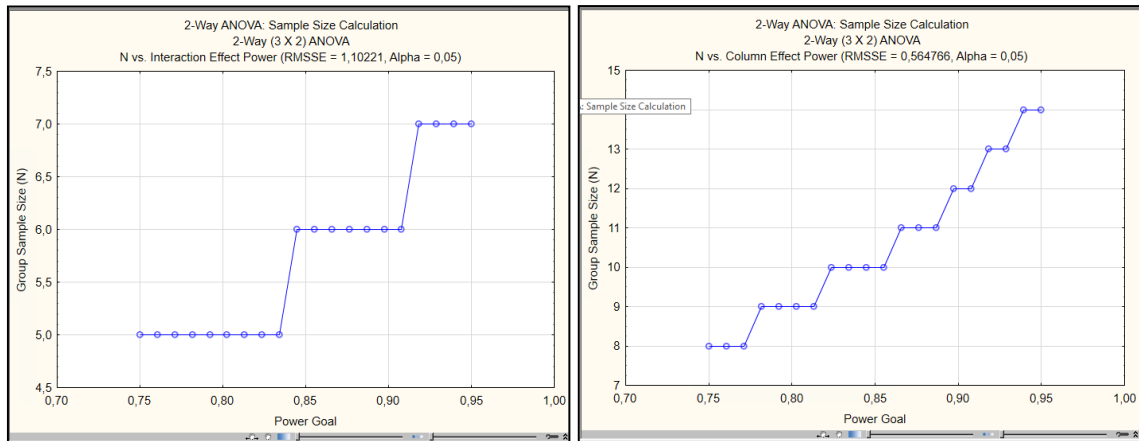 2-Way ANOVA: Sample Size Calculation
2-Way (3 X 2) ANOVA
N vs. Interaction Effect Power (RMSSE = 1,10221, Alpha = 0,05)
7,5
7,0
6,5
6,0
5,5
5,0
4,5
Group Sample Size (N)
0,70
0,75
0,80
0,85
0,90
0,95
1,00
Power Goal
2-Way ANOVA: Sample Size Calculation
2-Way (3 X 2) ANOVA
N vs. Column Effect Power (RMSSE = 0,564766, Alpha = 0,05)
15
: Sample Size Calculation
13
12
11
10
9
8
7
Group Sample Size (N)
0,70
0,75
0,80
0,85
0,90
0,95
1,00
Power Goal